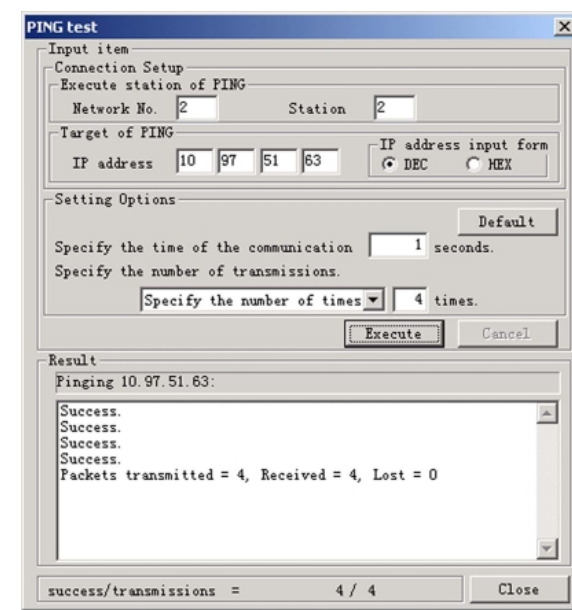 PING test
Input item
Connection Setup
Execute station of PING
Network No. 2 Station 2
Target of PING
IP address input form
IP address 10 97 51 63 DEC HEX
Setting Options
Default
Specify the time of the communication 1 seconds.
Specify the number of transmissions.
Specify the number of times 4 times.
Execute Cancel
Result
Pinging 10.97.51.63:
Success.
Success.
Success.
Success.
Packets transmitted = 4, Received = 4, Lost = 0
success/transmissions = 4 / 4 Close